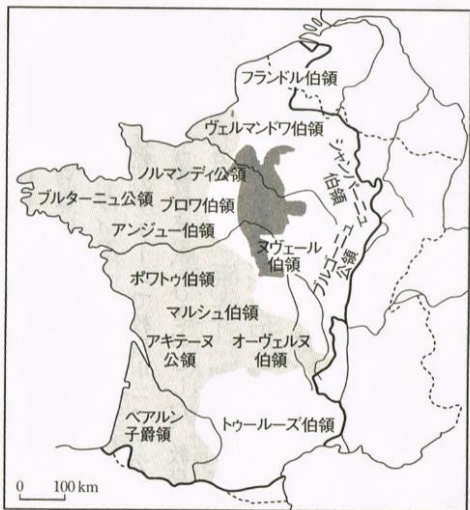 フランドル伯領
ヴェルマンドワ伯領
シャンパーニュ
伯領
ノルマンディ公領
ブルターニュ公領
ブロワ伯領
アンジュー伯領
ヌヴェール
伯領
ブルゴーニュ
公領
ポワトゥ伯領
マルシュ伯領
アキテーヌ
公領
オーヴェルヌ
伯領
ベアルン
子爵領
トゥールーズ伯領
0 100 km